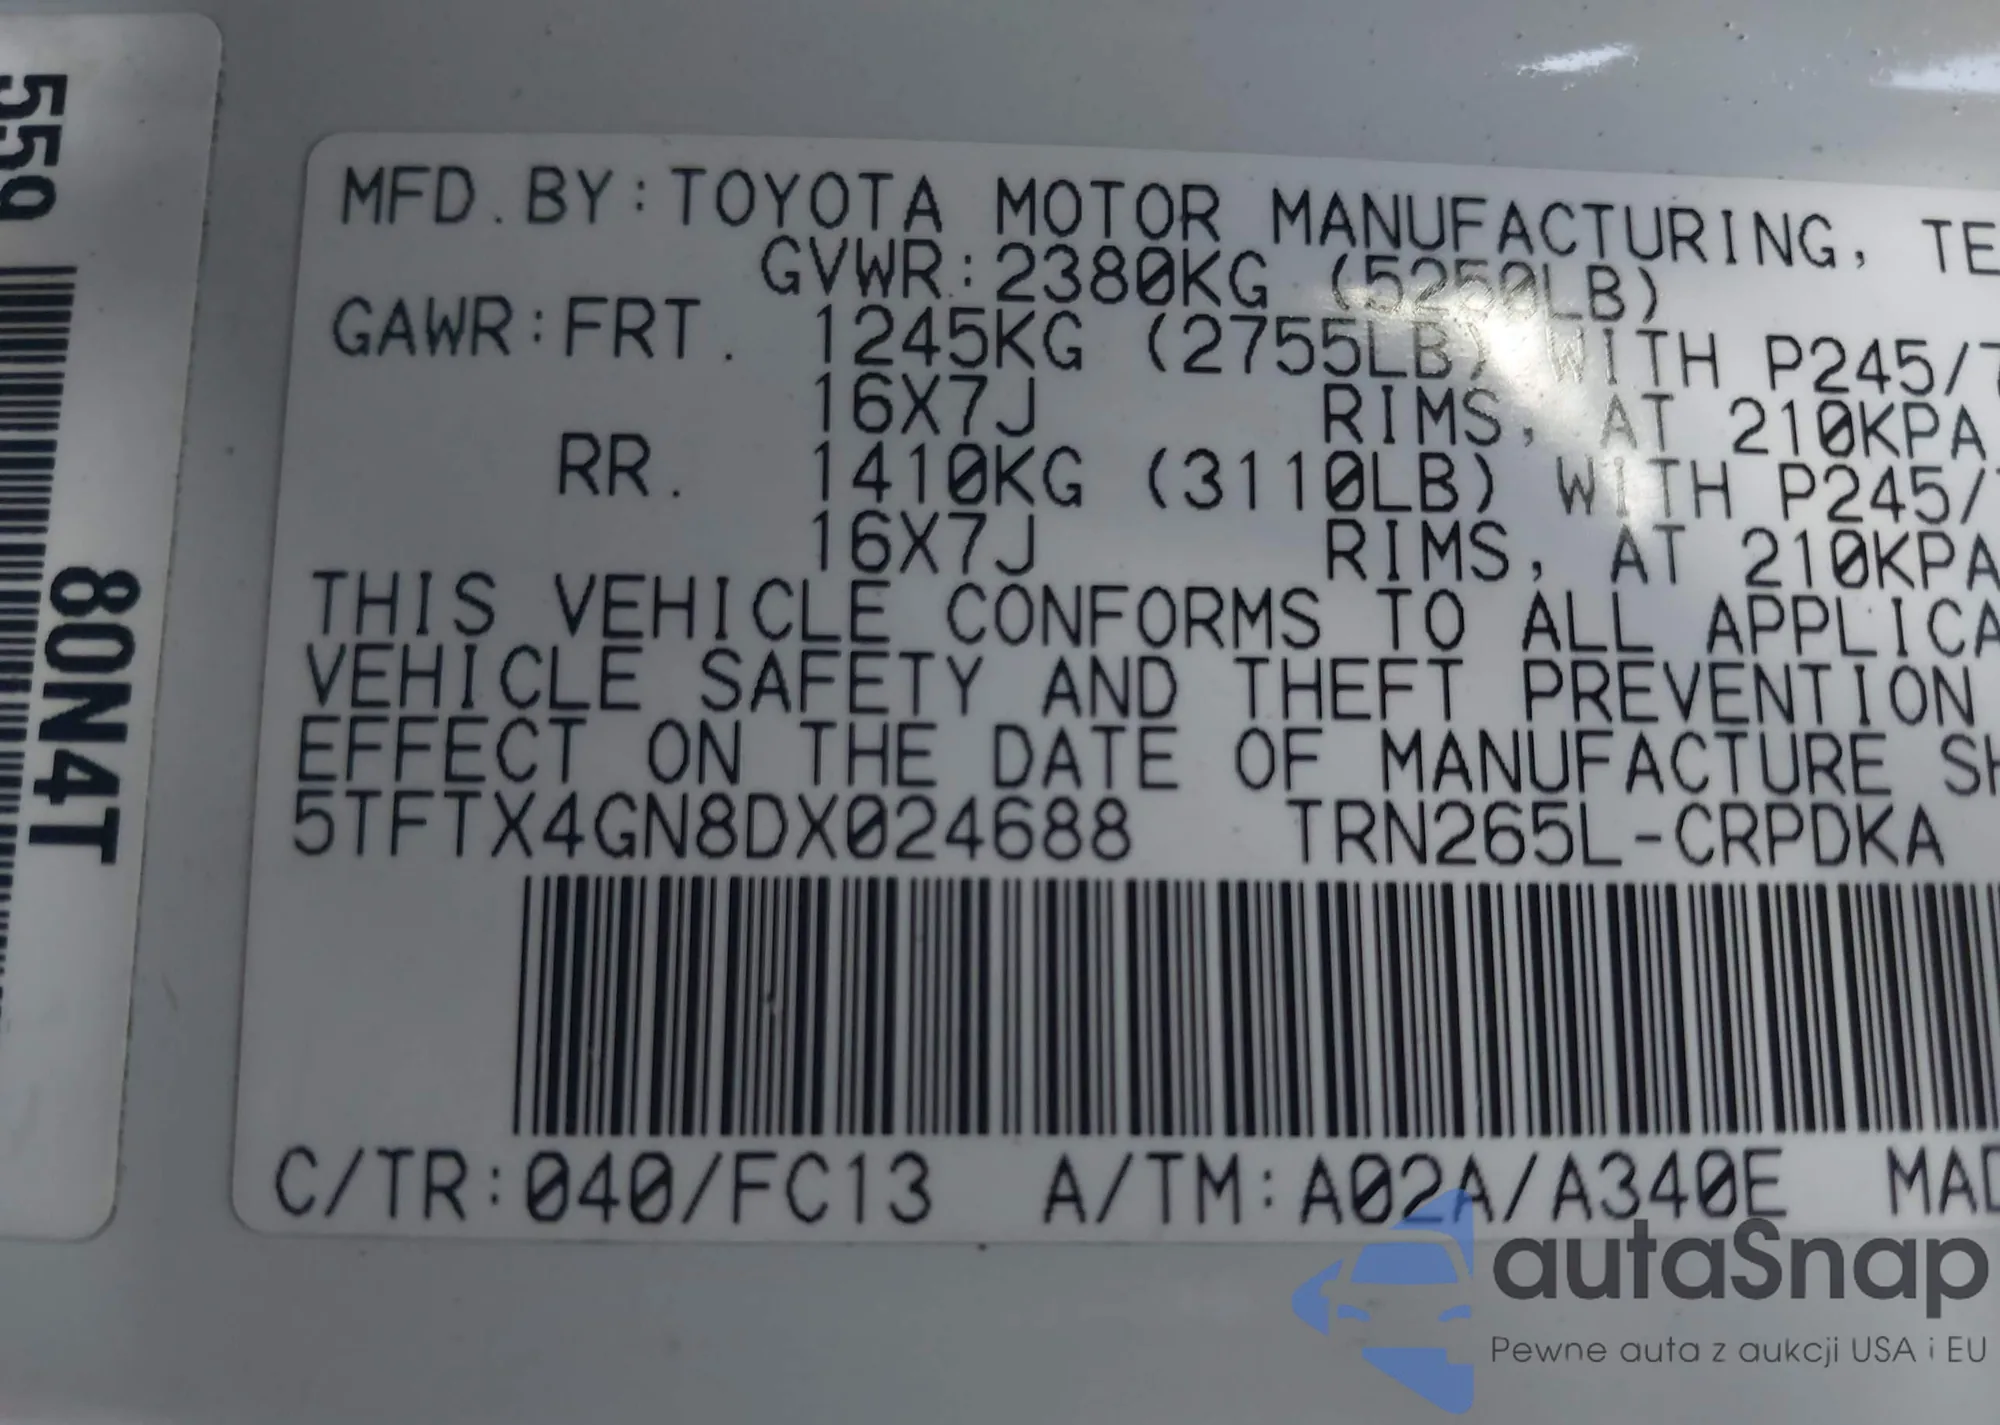 559
80N4T
MFD.BY:TOYOTA MOTOR MANUFACTURING, TE
GVWR:2380KG (5250LB)
GAWR:FRT. 1245KG (2755LB) WITH P245/7
16X7J RIMS, AT 210KPA
RR. 1410KG (3110LB) WITH P245/7
16X7J RIMS, AT 210KPA
THIS VEHICLE CONFORMS TO ALL APPLICA
VEHICLE SAFETY AND THEFT PREVENTION
EFFECT ON THE DATE OF MANUFACTURE SH
5TFTX4GN8DX024688 TRN265L-CRPDKA
C/TR:040/FC13 A/TM:A02A/A340E MAD
autaSnap
Pewne auta z aukcji USA i EU